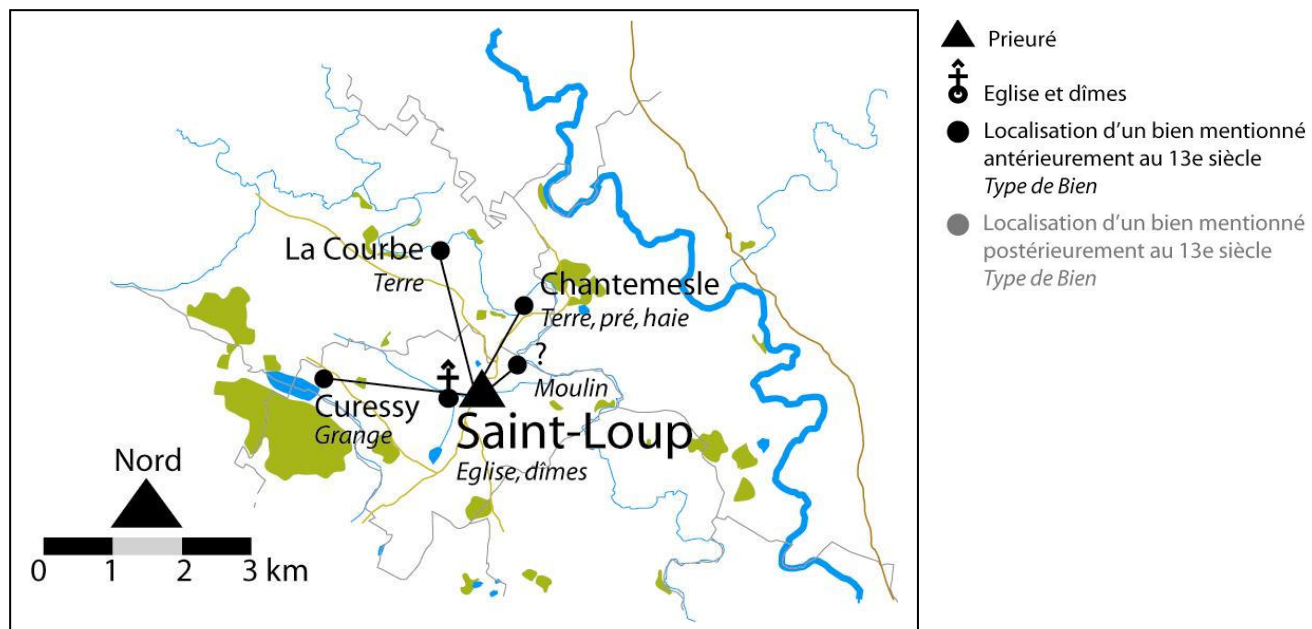 La Courbe
Terre
Chantemesle
Terre, pré, haie
?
Moulin
Curessy
Grange
Saint-Loup
Eglise, dîmes
Nord
0 1 2 3 km
Prieuré
Eglise et dîmes
Localisation d'un bien mentionné
antérieurement au 13e siècle
Type de Bien
Localisation d'un bien mentionné
postérieurement au 13e siècle
Type de Bien